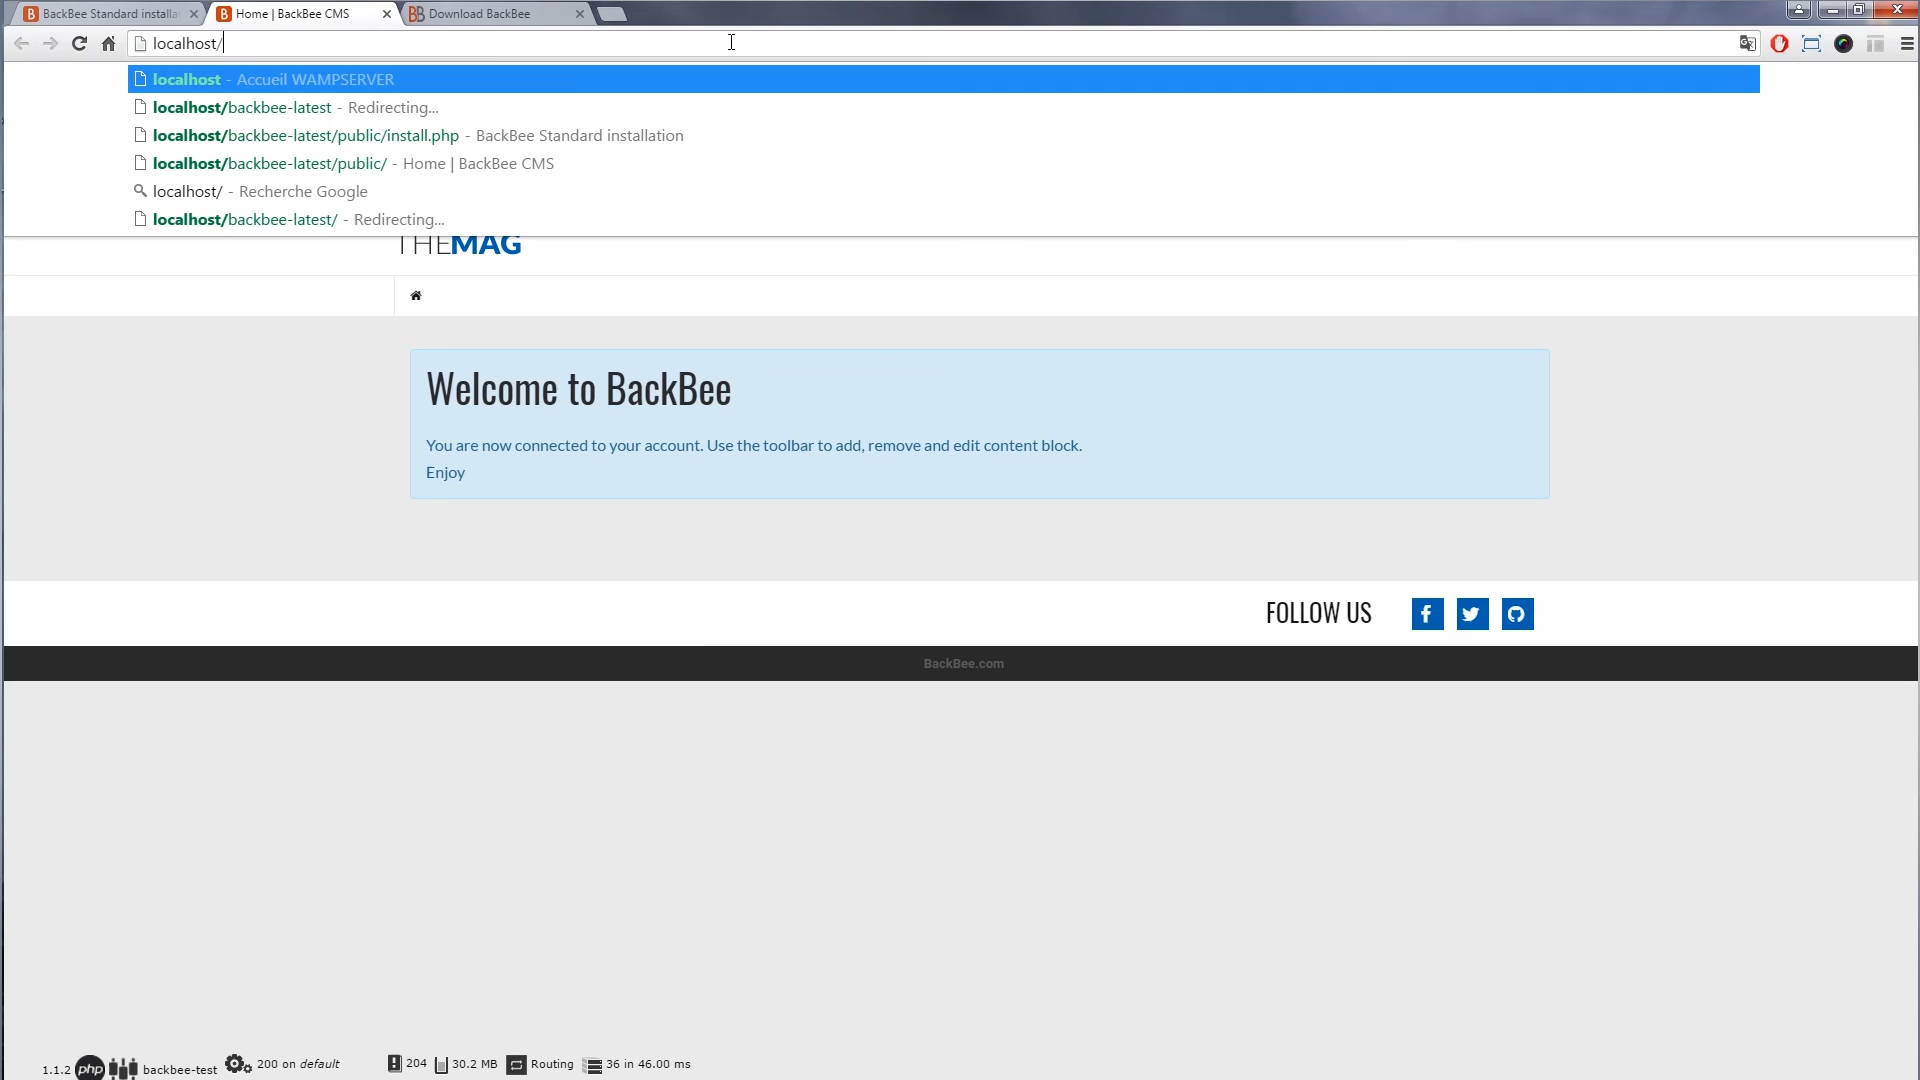 BackBee Standard installa
Home | BackBee CMS
Download BackBee
localhost/
localhost - Accueil WAMPSERVER
localhost/backbee-latest - Redirecting...
localhost/backbee-latest/public/install.php - BackBee Standard installation
localhost/backbee-latest/public/ - Home | BackBee CMS
localhost/ - Recherche Google
localhost/backbee-latest/ - Redirecting...
THEMAG
Welcome to BackBee
You are now connected to your account. Use the toolbar to add, remove and edit content block.
Enjoy
FOLLOW US
BackBee.com
1.1.2 php backbee-test 200 on default 204 30.2 MB Routing 36 in 46.00 ms